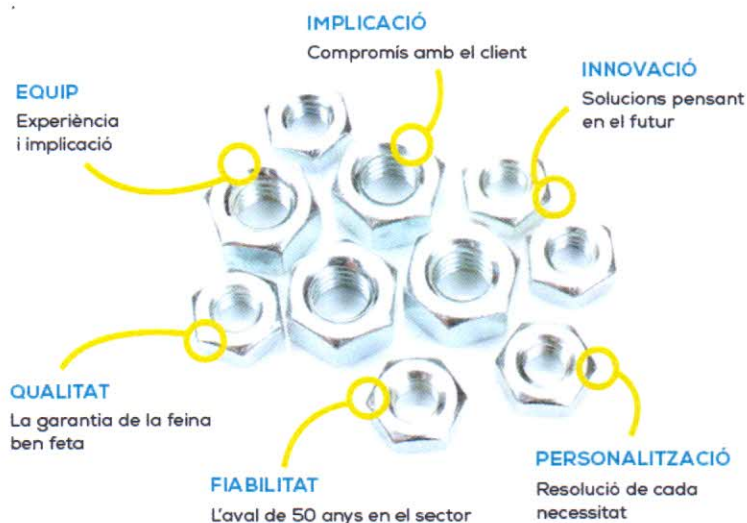 IMPLICACIÓ
Compromís amb el client
INNOVACIÓ
Solucions pensant
en el futur
EQUIP
Experiència
i implicació
QUALITAT
La garantia de la feina
ben feta
FIABILITAT
L'aval de 50 anys en el sector
PERSONALITZACIÓ
Resolució de cada
necessitat